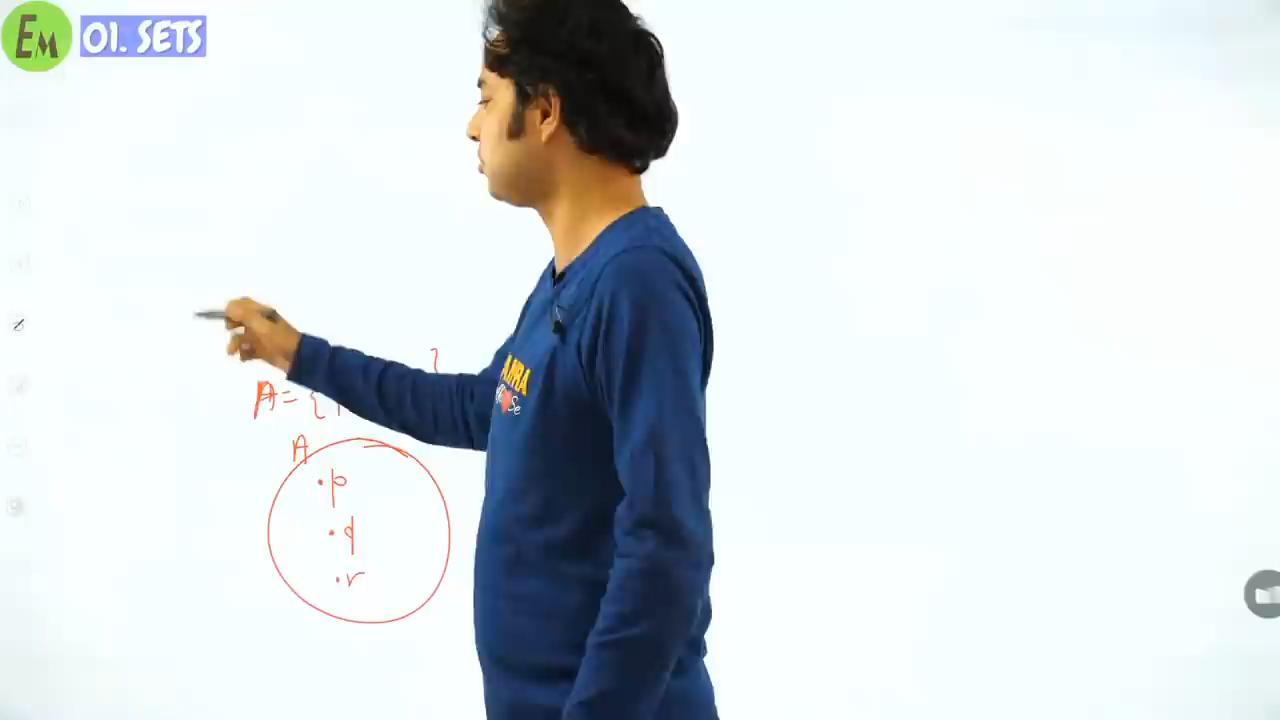 EM 01. SETS
A = {
A
.p
.q
.r